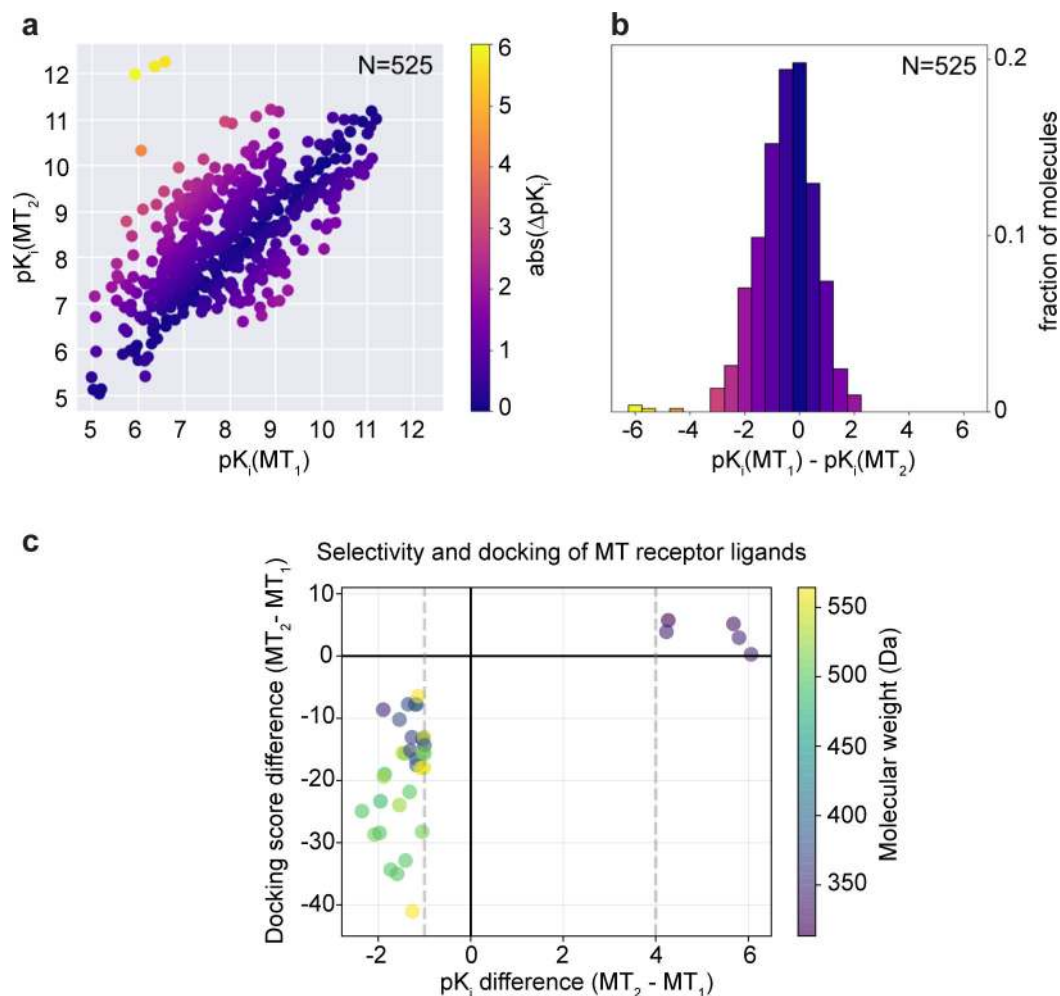 a
N=525
12
11
10
9
8
7
6
5
5 6 7 8 9 10 11 12
pKi(MT2)
pKi(MT1)
6
5
4
3
2
1
0
abs(ΔpKi)
b
N=525
0.2
0.1
0
fraction of molecules
-6 -4 -2 0 2 4 6
pKi(MT1) - pKi(MT2)
c
Selectivity and docking of MT receptor ligands
10
0
-10
-20
-30
-40
Docking score difference (MT2- MT1)
-2 0 2 4 6
pKi difference (MT2 - MT1)
550
500
450
400
350
Molecular weight (Da)